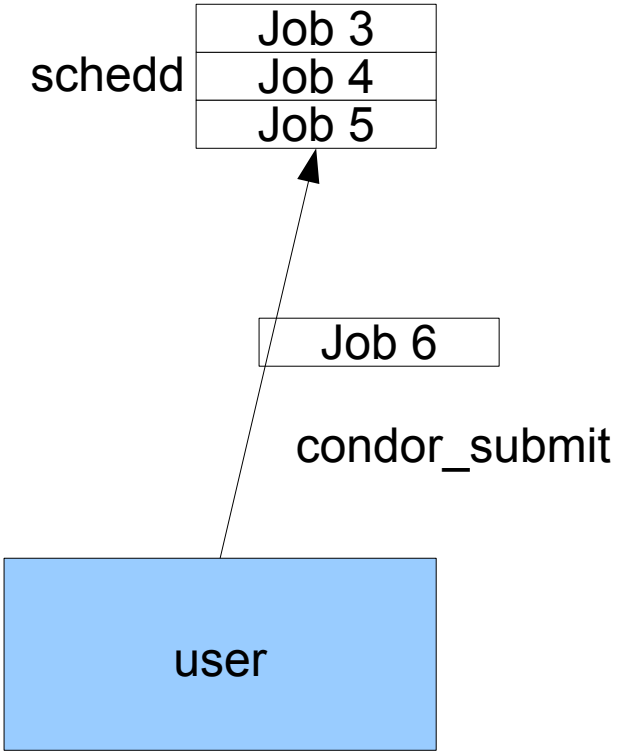 Job 3
schedd
Job 4
Job 5
Job 6
condor_submit
user